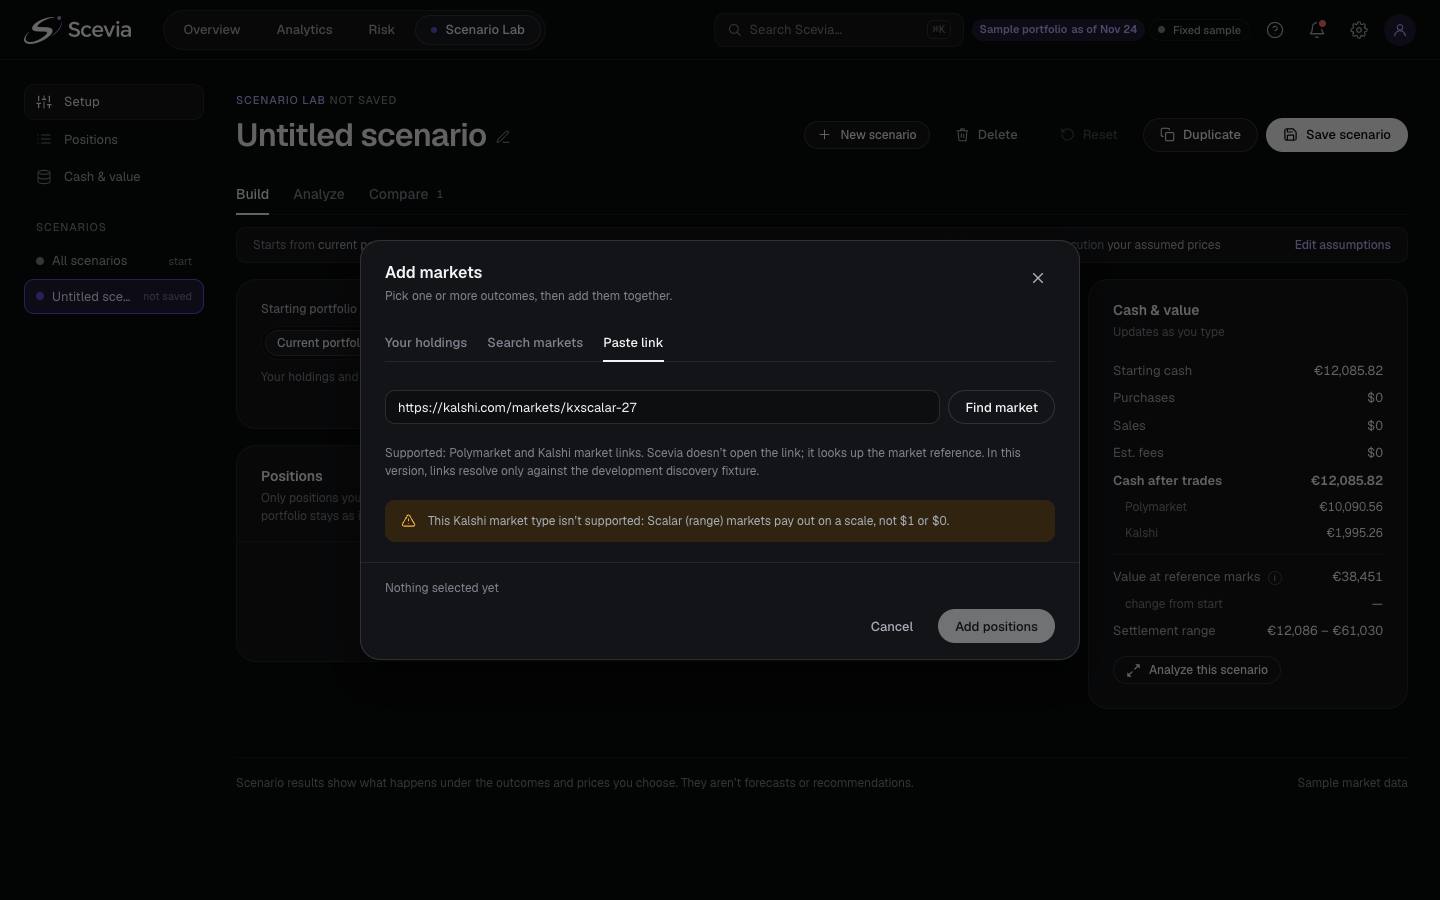 Scevia
Overview
Analytics
Risk
Scenario Lab
Search Scevia…
⌘K
Sample portfolio as of Nov 24
Fixed sample
Setup
Positions
Cash & value
SCENARIOS
All scenarios
start
Untitled sce…
not saved
SCENARIO LAB NOT SAVED
Untitled scenario
New scenario
Delete
Reset
Duplicate
Save scenario
Build
Analyze
Compare 1
Starts from current
your assumed prices
Edit assumptions
Starting portfolio
Current
Your holdings and
Positions
Only positions you
portfolio stays as
Add markets
Pick one or more outcomes, then add them together.
Your holdings
Search markets
Paste link
https://kalshi.com/markets/kxscalar-27
Find market
Supported: Polymarket and Kalshi market links. Scevia doesn’t open the link; it looks up the market reference. In this
version, links resolve only against the development discovery fixture.
This Kalshi market type isn’t supported: Scalar (range) markets pay out on a scale, not $1 or $0.
Nothing selected yet
Cancel
Add positions
Cash & value
Updates as you type
Starting cash €12,085.82
Purchases $0
Sales $0
Est. fees $0
Cash after trades €12,085.82
Polymarket €10,090.56
Kalshi €1,995.26
Value at reference marks €38,451
change from start —
Settlement range €12,086 – €61,030
Analyze this scenario
Scenario results show what happens under the outcomes and prices you choose. They aren’t forecasts or recommendations.
Sample market data